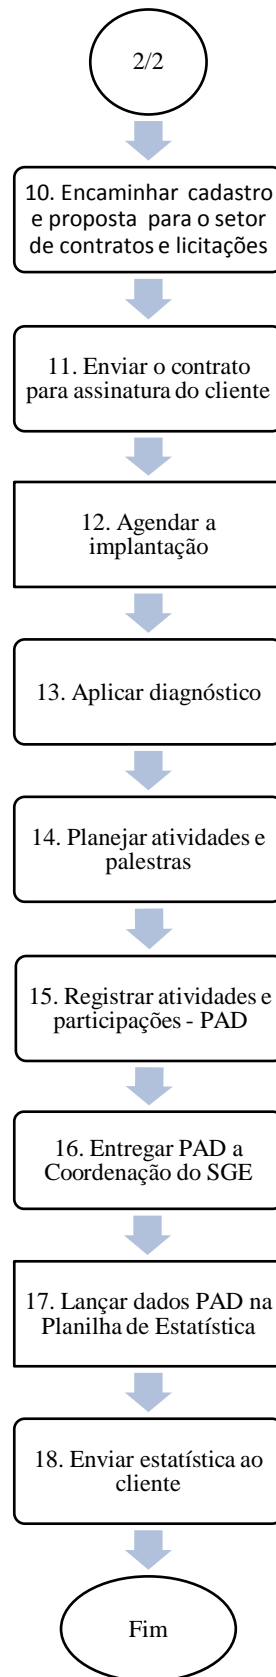 2/2
10. Encaminhar cadastro
e proposta para o setor
de contratos e licitações
11. Enviar o contrato
para assinatura do cliente
12. Agendar a
implantação
13. Aplicar diagnóstico
14. Planejar atividades e
palestras
15. Registrar atividades e
participações - PAD
16. Entregar PAD a
Coordenação do SGE
17. Lançar dados PAD na
Planilha de Estatística
18. Enviar estatística ao
cliente
Fim